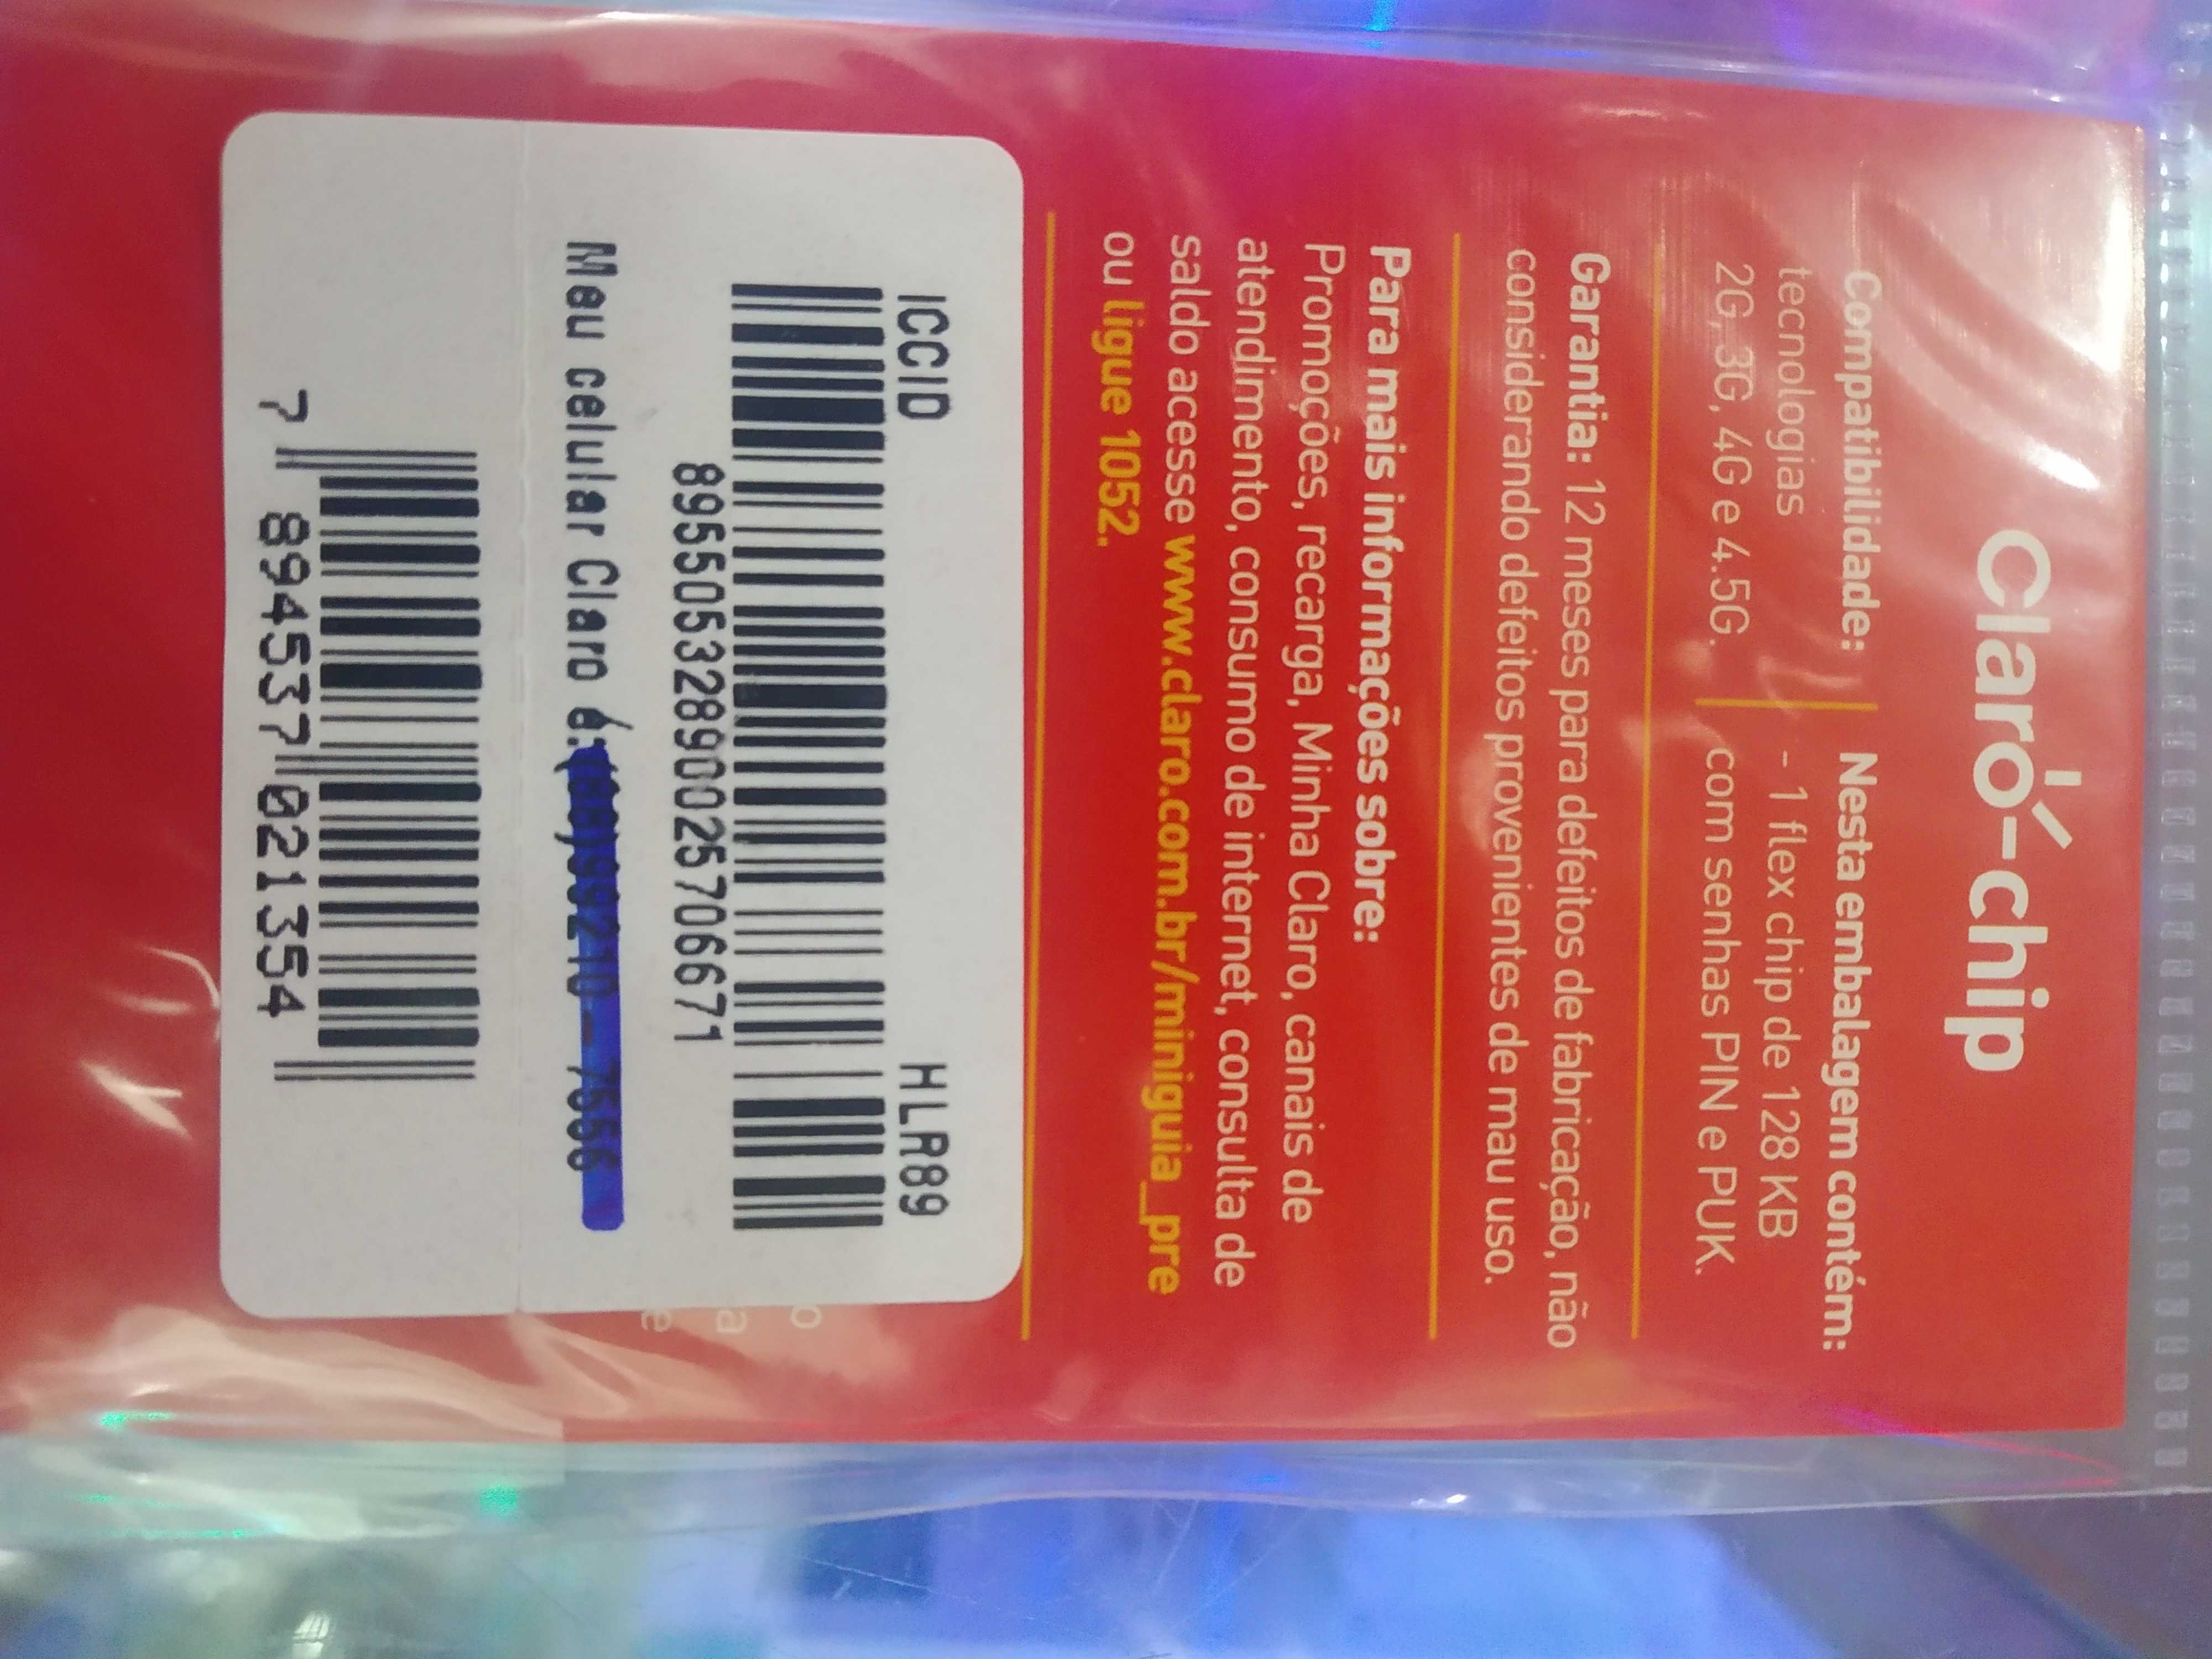 Claro-chip
Compatibilidade:
tecnologias
2G, 3G, 4G e 4.5G.
Nesta embalagem contém:
- 1 flex chip de 128 KB
com senhas PIN e PUK.
Garantia: 12 meses para defeitos de fabricação, não
considerando defeitos provenientes de mau uso.
Para mais informações sobre:
Promoções, recarga, Minha Claro, canais de
atendimento, consumo de internet, consulta de
saldo acesse www.claro.com.br/miniguia_pre
ou ligue 1052.
ICCID HLR89
89550532890025706671
Meu celular Claro é:
7 894537 021354
o
a
e